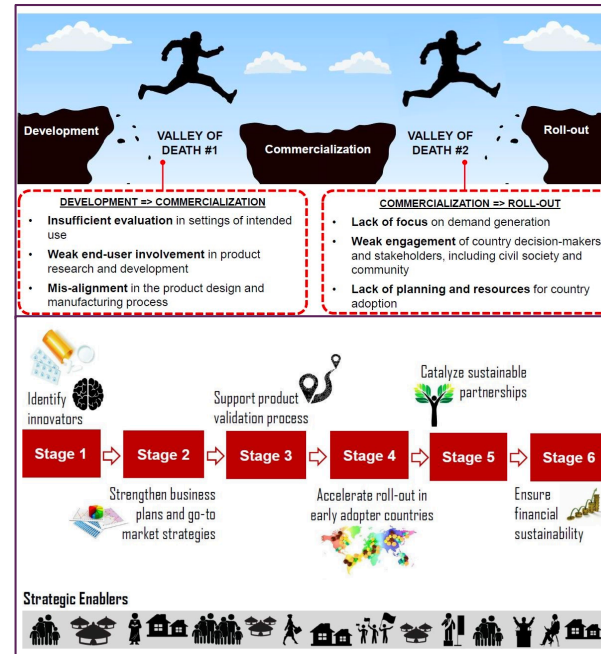 Development
VALLEY OF
DEATH #1
Commercialization
VALLEY OF
DEATH #2
Roll-out
DEVELOPMENT => COMMERCIALIZATION
• Insufficient evaluation in settings of intended
use
• Weak end-user involvement in product
research and development
• Mis-alignment in the product design and
manufacturing process
COMMERCIALIZATION => ROLL-OUT
• Lack of focus on demand generation
• Weak engagement of country decision-makers
and stakeholders, including civil society and
community
• Lack of planning and resources for country
adoption
Identify
innovators
Support product
validation process
Catalyze sustainable
partnerships
Stage 1
Stage 2
Stage 3
Stage 4
Stage 5
Stage 6
Strengthen business
plans and go-to
market strategies
Accelerate roll-out in
early adopter countries
Ensure
financial
sustainability
Strategic Enablers